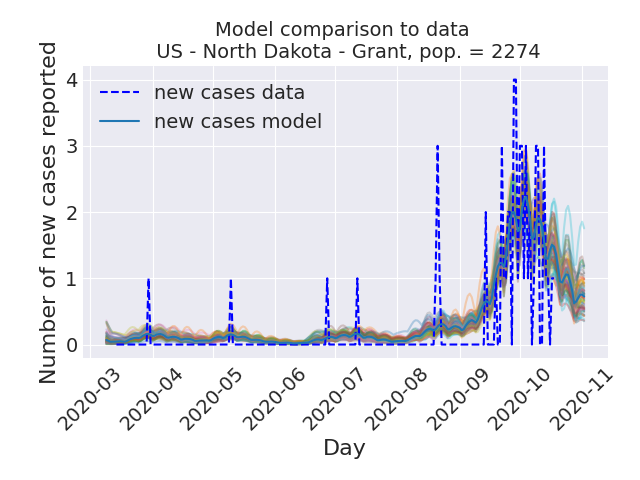 Model comparison to data
US - North Dakota - Grant, pop. = 2274
Number of new cases reported
4
3
2
1
0
new cases data
new cases model
2020-03
2020-04
2020-05
2020-06
2020-07
2020-08
2020-09
2020-10
2020-11
Day